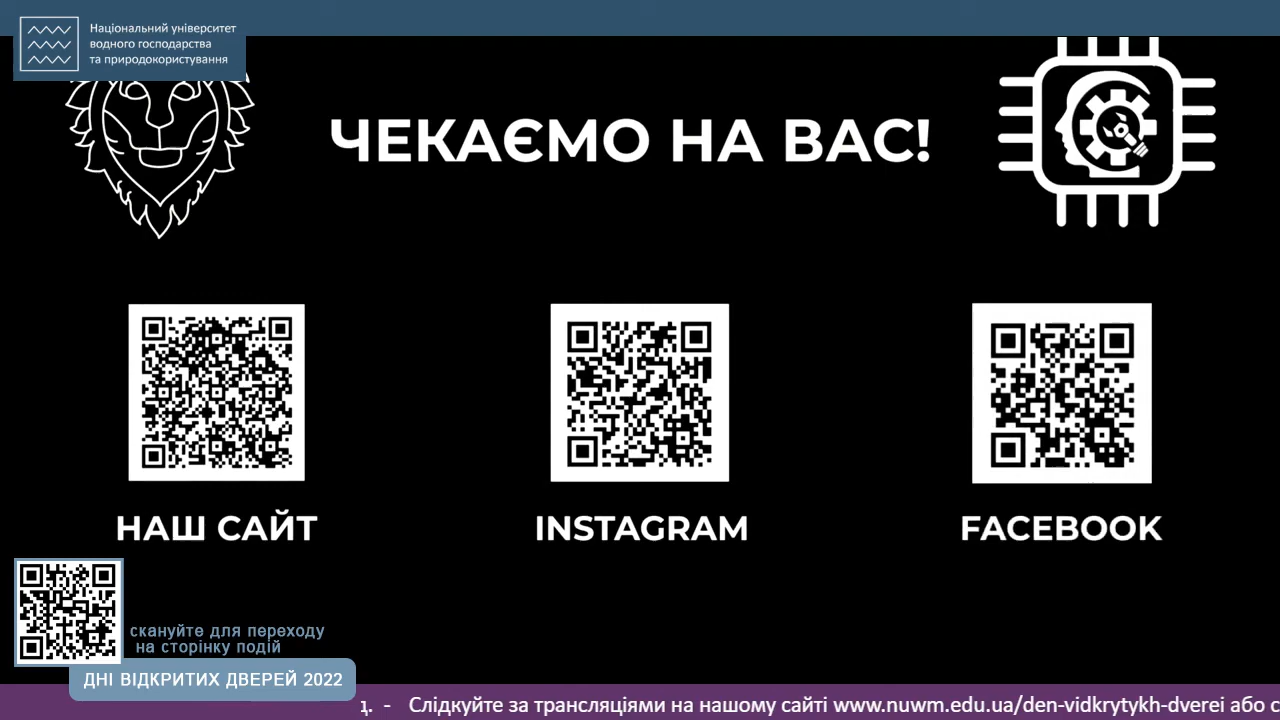 Національний університет
водного господарства
та природокористування
ЧЕКАЄМО НА ВАС!
НАШ САЙТ
INSTAGRAM
FACEBOOK
скануйте для переходу
на сторінку подій
ДНІ ВІДКРИТИХ ДВЕРЕЙ 2022
- Слідкуйте за трансляціями на нашому сайті www.nuwm.edu.ua/den-vidkrytykh-dverei або с